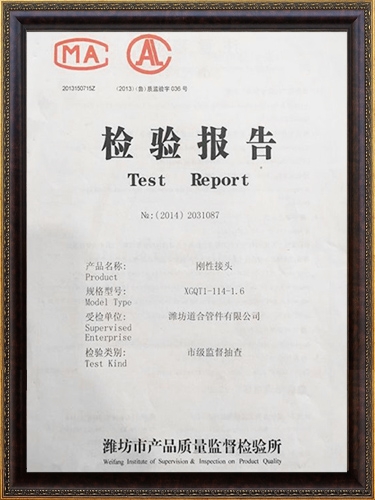 MA
CAL
2013150715Z
(2013)(鲁)质监验字036号
检验报告
Test Report
№:(2014) 2031087
产品名称: 刚性接头
Product
规格型号: XGQT1-114-1.6
Model Type
受检单位: 潍坊道合管件有限公司
Supervised
Enterprise
检验类别: 市级监督抽查
Test Kind
潍坊市产品质量监督检验所
Weifang Institute of Supervision & Inspection on Product Quality